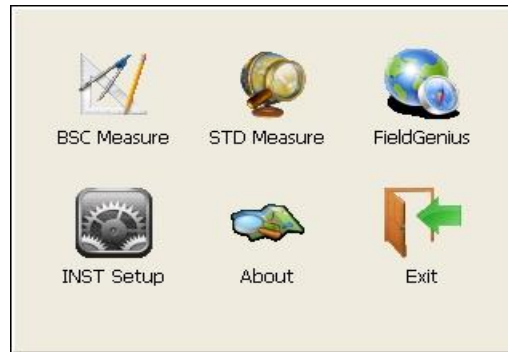 BSC Measure
STD Measure
FieldGenius
INST Setup
About
Exit